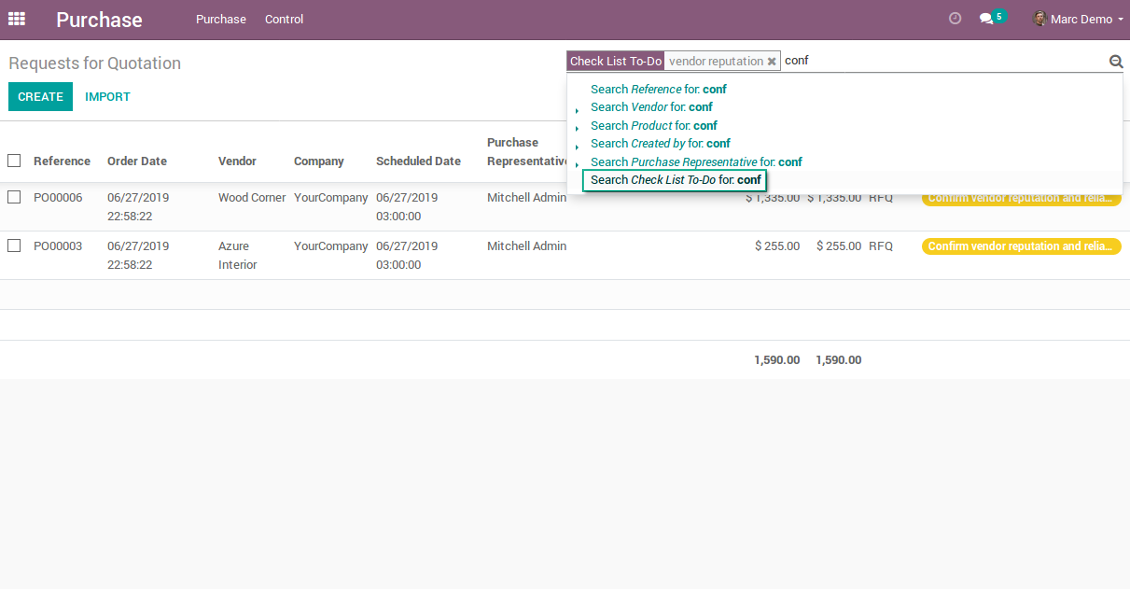 Purchase Purchase Control 5 Marc Demo
Requests for Quotation
Check List To-Do vendor reputation conf
CREATE IMPORT
Search Reference for: conf
Search Vendor for: conf
Search Product for: conf
Search Created by for: conf
Search Purchase Representative for: conf
Search Check List To-Do for: conf
Reference Order Date Vendor Company Scheduled Date Purchase
Representative
PO00006 06/27/2019 Wood Corner YourCompany 06/27/2019 Mitchell Admin $ 1,335.00 $ 1,335.00 RFQ Confirm vendor reputation and relia...
22:58:22 03:00:00
PO00003 06/27/2019 Azure YourCompany 06/27/2019 Mitchell Admin $ 255.00 $ 255.00 RFQ Confirm vendor reputation and relia...
22:58:22 Interior 03:00:00
1,590.00 1,590.00